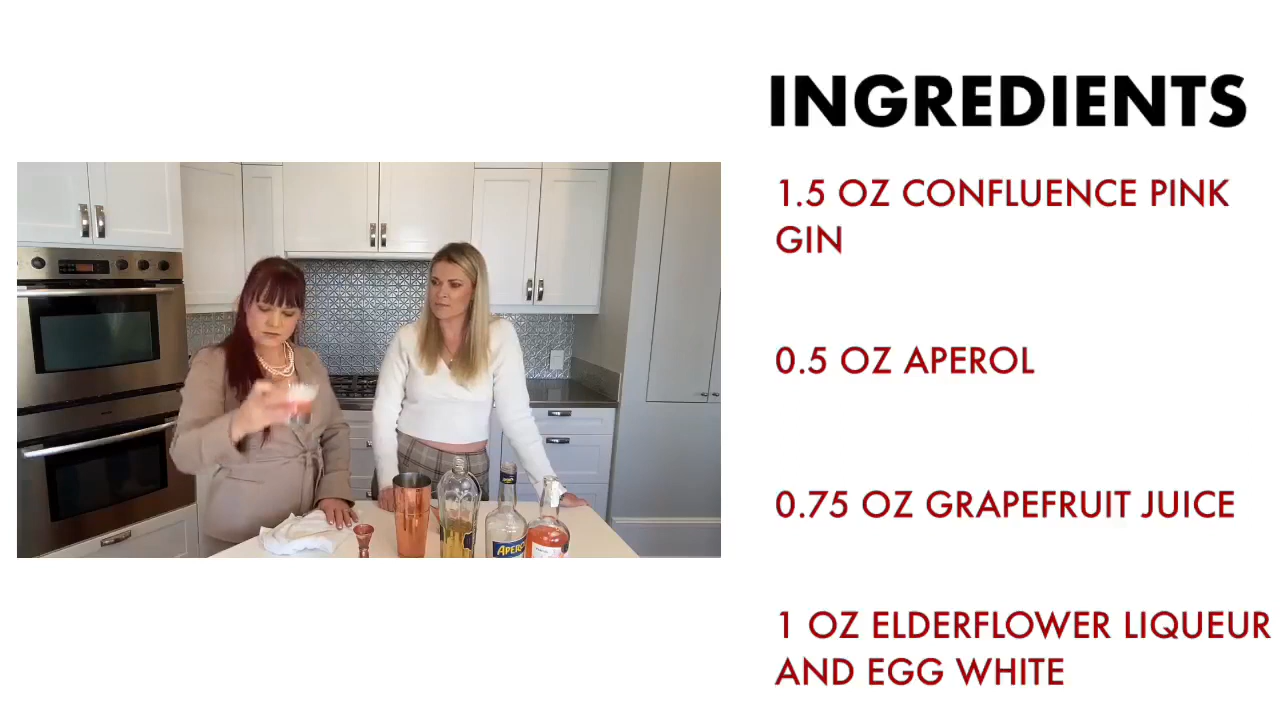 INGREDIENTS
1.5 OZ CONFLUENCE PINK
GIN
0.5 OZ APEROL
0.75 OZ GRAPEFRUIT JUICE
1 OZ ELDERFLOWER LIQUEUR
AND EGG WHITE
APEROL